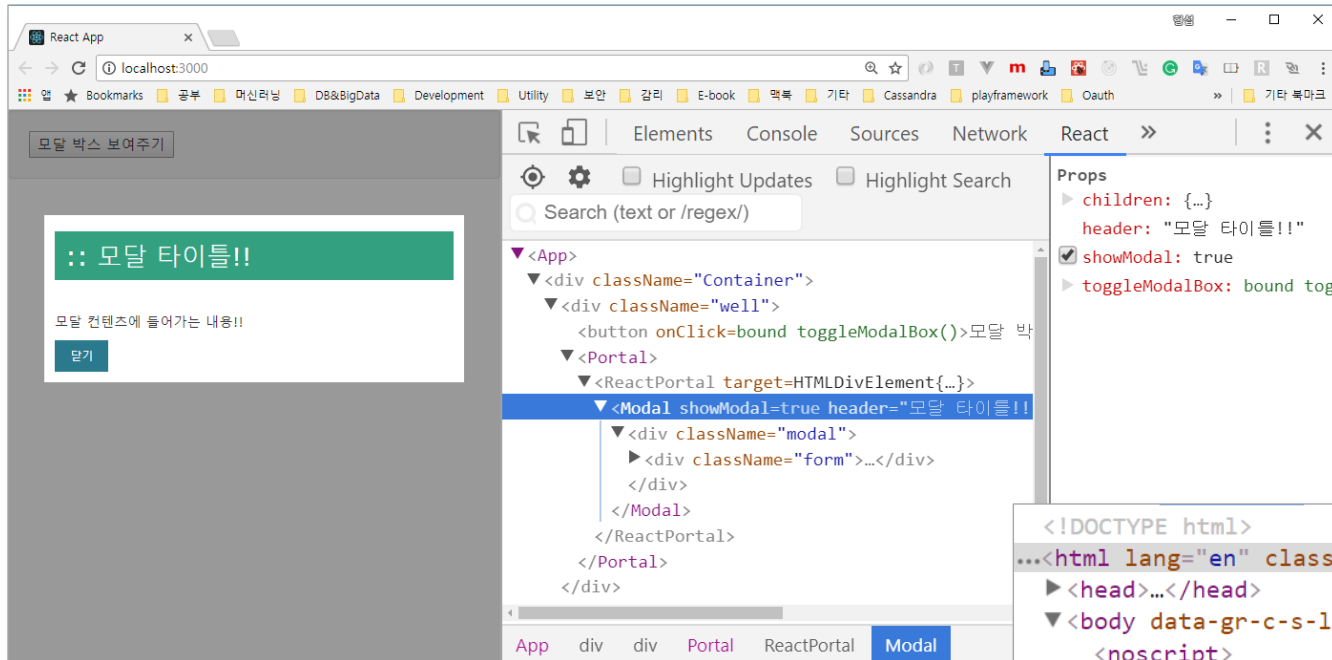 React App
localhost:3000
앱 Bookmarks 공부 머신러닝 DB&BigData Development Utility 보안 감리 E-book 맥북 기타 Cassandra playframework Oauth » 기타 북마크
모달 박스 보여주기
:: 모달 타이틀!!
모달 컨텐츠에 들어가는 내용!!
닫기
Elements Console Sources Network React »
Highlight Updates Highlight Search
Search (text or /regex/)
<App>
<div className="Container">
<div className="well">
<button onClick=bound toggleModalBox()>모달 박
<Portal>
<ReactPortal target=HTMLDivElement{…}>
<Modal showModal=true header="모달 타이틀!!
<div className="modal">
<div className="form">…</div>
</div>
</Modal>
</ReactPortal>
</Portal>
</div>
App div div Portal ReactPortal Modal
Props
children: {…}
header: "모달 타이틀!!"
showModal: true
toggleModalBox: bound tog
<!DOCTYPE html>
…<html lang="en" class
<head>…</head>
<body data-gr-c-s-l
<noscript>